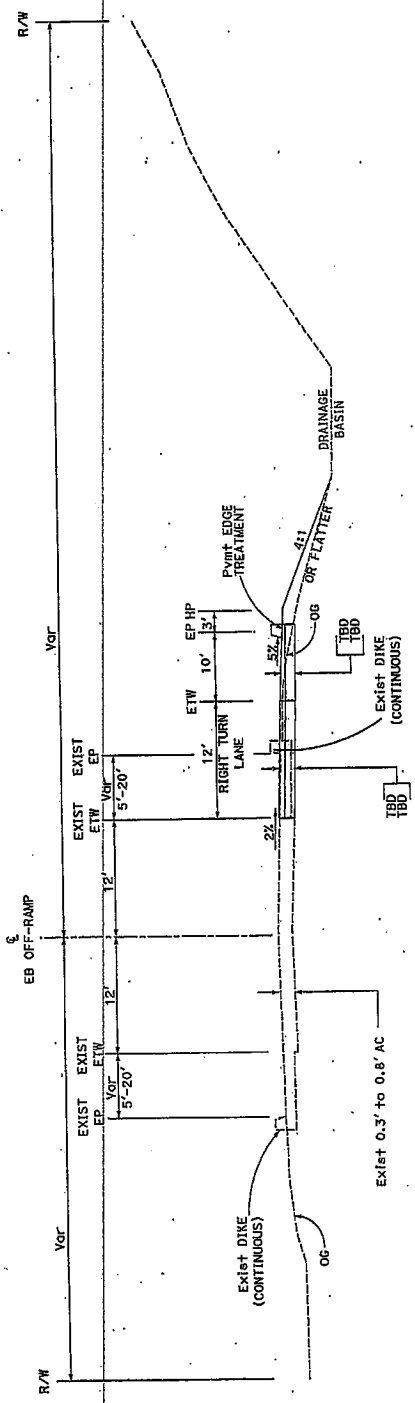 R/W
Var
℄
EB OFF-RAMP
Var
R/W
EXIST
EP
Var
5'-20'
EXIST
ETW
12'
12'
EXIST
ETW
Var
5'-20'
EXIST
EP
12'
RIGHT TURN
LANE
ETW
10'
EP
3'
HP
Pvmt EDGE
TREATMENT
Exist DIKE
(CONTINUOUS)
OG
Exist 0.3' to 0.8' AC
2%
5%
OG
4:1
OR FLATTER
DRAINAGE
BASIN
TBD
TBD
TBD
TBD
Exist DIKE
(CONTINUOUS)